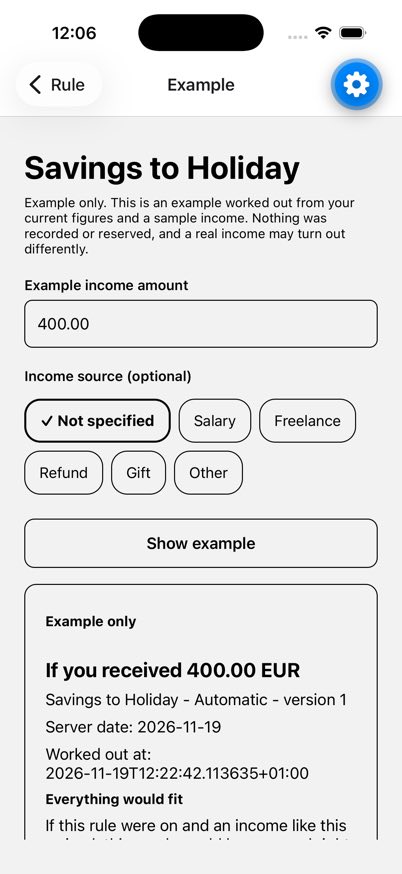 12:06
Rule
Example
Savings to Holiday
Example only. This is an example worked out from your
current figures and a sample income. Nothing was
recorded or reserved, and a real income may turn out
differently.
Example income amount
400.00
Income source (optional)
✓ Not specified
Salary
Freelance
Refund
Gift
Other
Show example
Example only
If you received 400.00 EUR
Savings to Holiday - Automatic - version 1
Server date: 2026-11-19
Worked out at:
2026-11-19T12:22:42.113635+01:00
Everything would fit
If this rule were on and an income like this